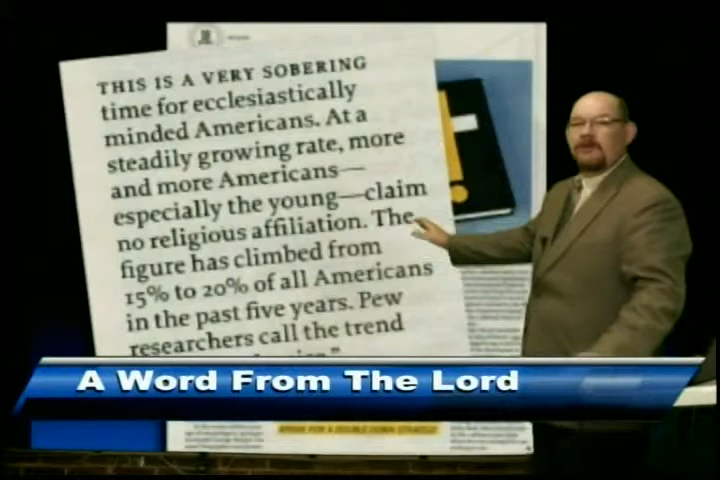 THIS IS A VERY SOBERING
time for ecclesiastically
minded Americans. At a
steadily growing rate, more
and more Americans—
especially the young—claim
no religious affiliation. The
figure has climbed from
15% to 20% of all Americans
in the past five years. Pew
researchers call the trend
A Word From The Lord